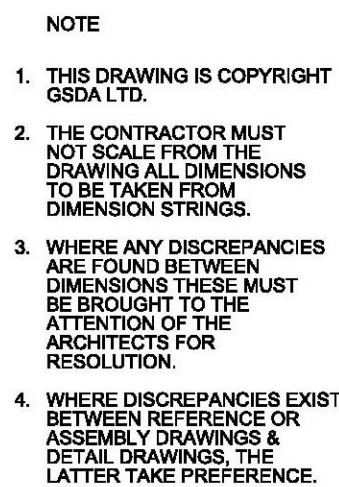 NOTE
1. THIS DRAWING IS COPYRIGHT
GSDA LTD.
2. THE CONTRACTOR MUST
NOT SCALE FROM THE
DRAWING ALL DIMENSIONS
TO BE TAKEN FROM
DIMENSION STRINGS.
3. WHERE ANY DISCREPANCIES
ARE FOUND BETWEEN
DIMENSIONS THESE MUST
BE BROUGHT TO THE
ATTENTION OF THE
ARCHITECTS FOR
RESOLUTION.
4. WHERE DISCREPANCIES EXIST
BETWEEN REFERENCE OR
ASSEMBLY DRAWINGS &
DETAIL DRAWINGS, THE
LATTER TAKE PREFERENCE.